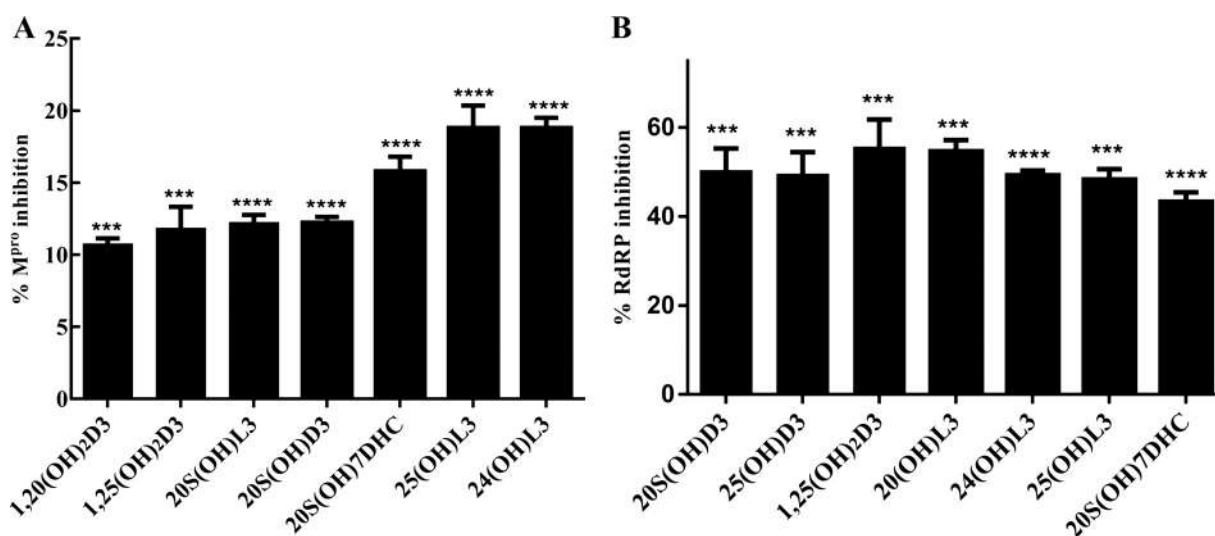 A
25
20
15
10
5
0
% Mᵖʳᵒ inhibition
***
***
****
****
****
****
****
1,20(OH)₂D3
1,25(OH)₂D3
20S(OH)L3
20S(OH)D3
20S(OH)7DHC
25(OH)L3
24(OH)L3
B
60
40
20
0
% RdRP inhibition
***
***
***
***
****
***
****
20S(OH)D3
25(OH)D3
1,25(OH)₂D3
20(OH)L3
24(OH)L3
25(OH)L3
20S(OH)7DHC